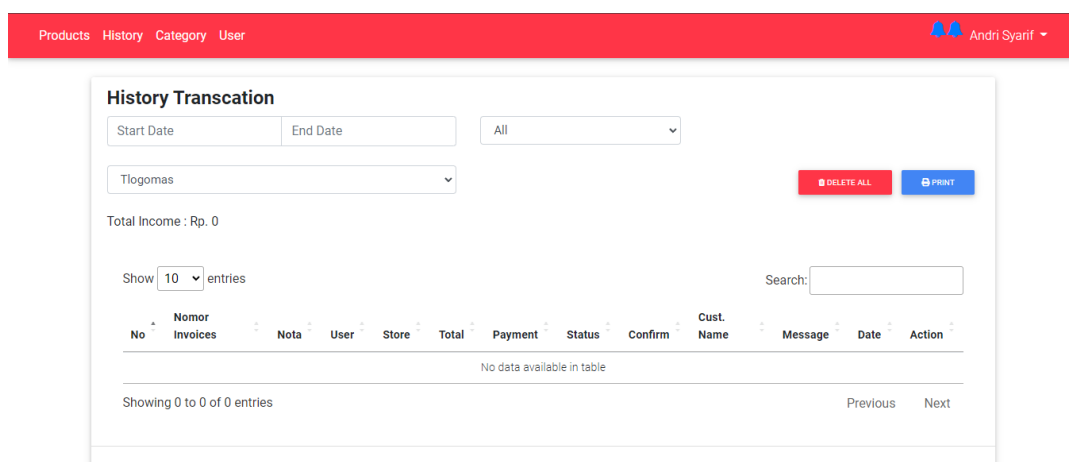 Products History Category User Andri Syarif
History Transcation
Start Date End Date All
Tlogomas DELETE ALL PRINT
Total Income : Rp. 0
Show 10 entries Search:
No Nomor Invoices Nota User Store Total Payment Status Confirm Cust. Name Message Date Action
No data available in table
Showing 0 to 0 of 0 entries Previous Next